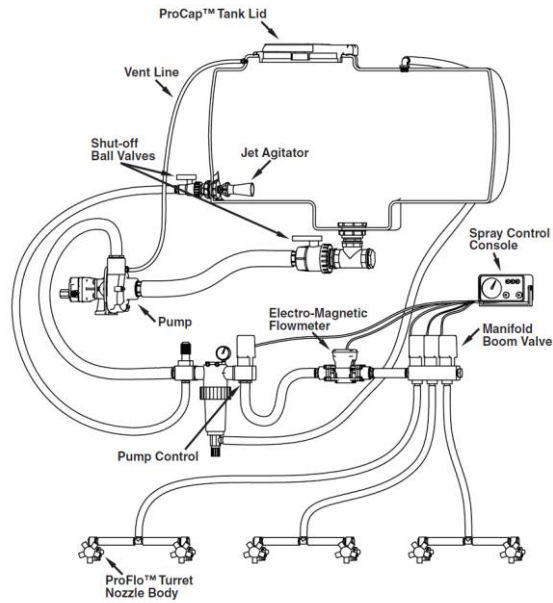 ProCap™ Tank Lid
Vent Line
Shut-off
Ball Valves
Jet Agitator
Spray Control
Console
Electro-Magnetic
Flowmeter
Pump
Manifold
Boom Valve
Pump Control
ProFlo™ Turret
Nozzle Body